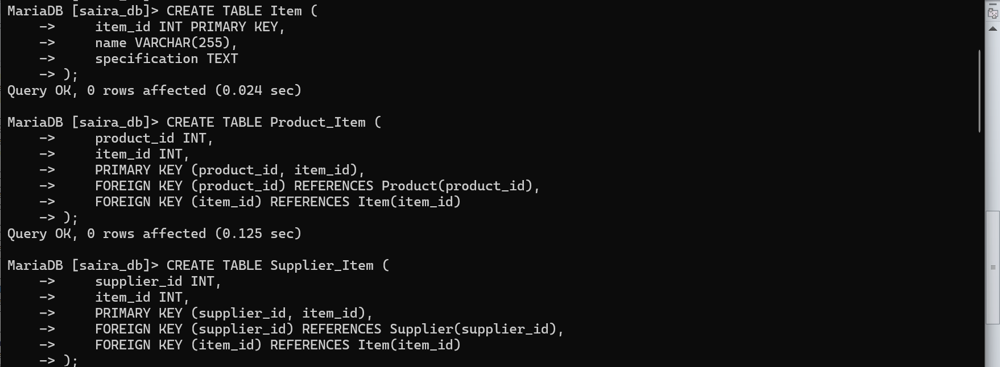 MariaDB [saira_db]> CREATE TABLE Item (
    ->     item_id INT PRIMARY KEY,
    ->     name VARCHAR(255),
    ->     specification TEXT
    -> );
Query OK, 0 rows affected (0.024 sec)

MariaDB [saira_db]> CREATE TABLE Product_Item (
    ->     product_id INT,
    ->     item_id INT,
    ->     PRIMARY KEY (product_id, item_id),
    ->     FOREIGN KEY (product_id) REFERENCES Product(product_id),
    ->     FOREIGN KEY (item_id) REFERENCES Item(item_id)
    -> );
Query OK, 0 rows affected (0.125 sec)

MariaDB [saira_db]> CREATE TABLE Supplier_Item (
    ->     supplier_id INT,
    ->     item_id INT,
    ->     PRIMARY KEY (supplier_id, item_id),
    ->     FOREIGN KEY (supplier_id) REFERENCES Supplier(supplier_id),
    ->     FOREIGN KEY (item_id) REFERENCES Item(item_id)
    -> );